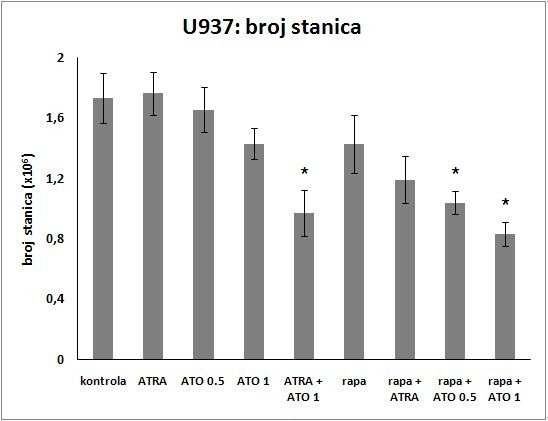 U937: broj stanica
broj stanica (x10⁶)
2
1,6
1,2
0,8
0,4
0
*
*
*
kontrola
ATRA
ATO 0.5
ATO 1
ATRA +
ATO 1
rapa
rapa +
ATRA
rapa +
ATO 0.5
rapa +
ATO 1